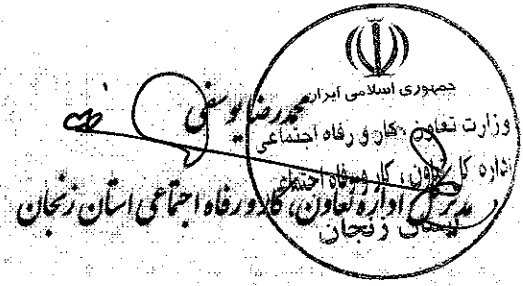 جمهوری اسلامی ایران
محمدرضا یوسفی
وزارت تعاون، کار و رفاه اجتماعی
اداره کل تعاون، کار و رفاه اجتماعی
مدیرکل اداره تعاون، کار و رفاه اجتماعی استان زنجان
استان زنجان